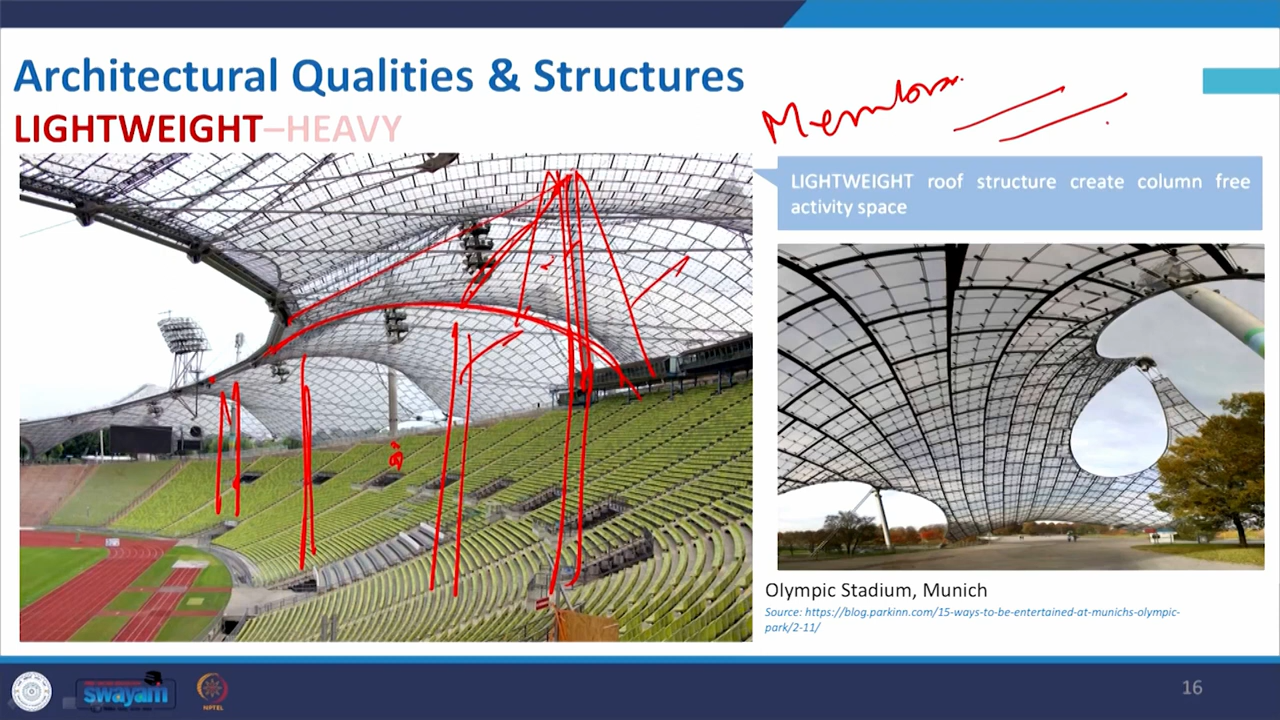 Architectural Qualities & Structures
LIGHTWEIGHT–HEAVY
LIGHTWEIGHT roof structure create column free
activity space
Olympic Stadium, Munich
Source: https://blog.parkinn.com/15-ways-to-be-entertained-at-munichs-olympic-
park/2-11/
swayam
NPTEL
16